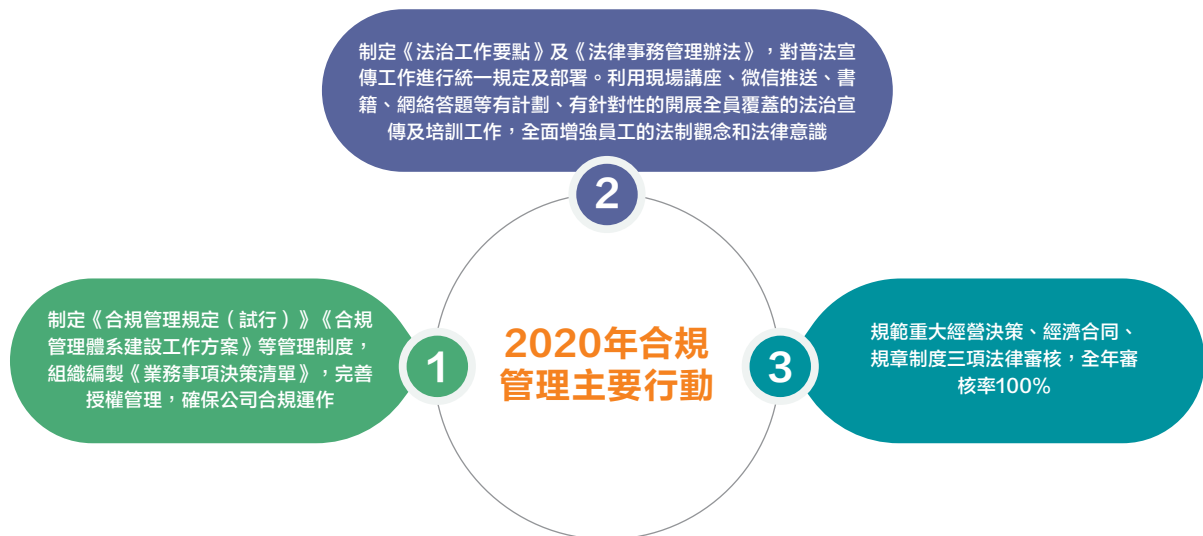 制定《法治工作要點》及《法律事務管理辦法》，對普法宣
傳工作進行統一規定及部署。利用現場講座、微信推送、書
籍、網絡答題等有計劃、有針對性的開展全員覆蓋的法治宣
傳及培訓工作，全面增強員工的法制觀念和法律意識
2
制定《合規管理規定（試行）》《合規
管理體系建設工作方案》等管理制度，
組織編製《業務事項決策清單》，完善
授權管理，確保公司合規運作
1
2020年合規
管理主要行動
3
規範重大經營決策、經濟合同、
規章制度三項法律審核，全年審
核率100%